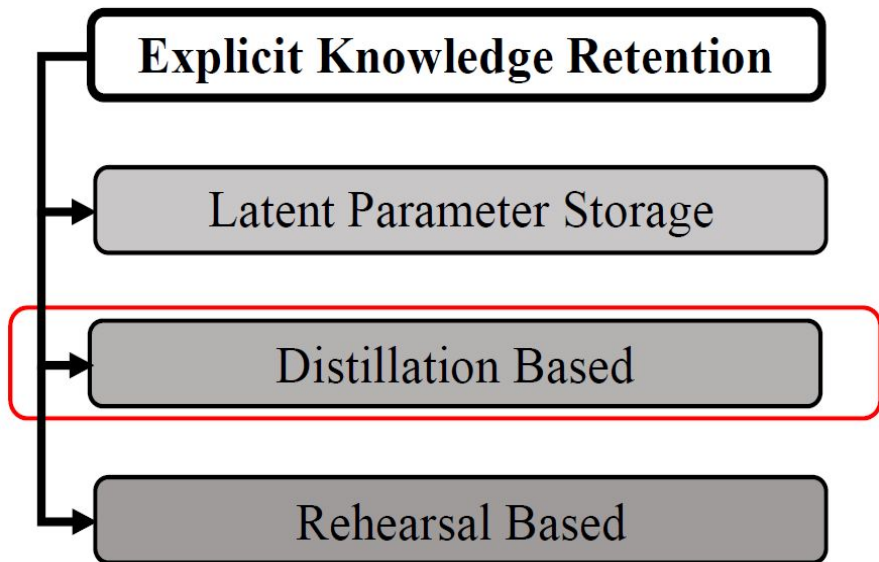 Explicit Knowledge Retention
Latent Parameter Storage
Distillation Based
Rehearsal Based